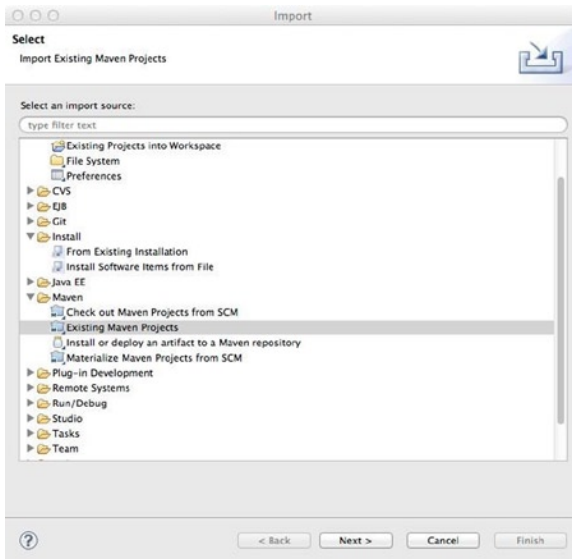 Import
Select
Import Existing Maven Projects
Select an import source:
type filter text
Existing Projects into Workspace
File System
Preferences
CVS
EJB
Git
Install
From Existing Installation
Install Software Items from File
Java EE
Maven
Check out Maven Projects from SCM
Existing Maven Projects
Install or deploy an artifact to a Maven repository
Materialize Maven Projects from SCM
Plug-in Development
Remote Systems
Run/Debug
Studio
Tasks
Team
?
< Back
Next >
Cancel
Finish